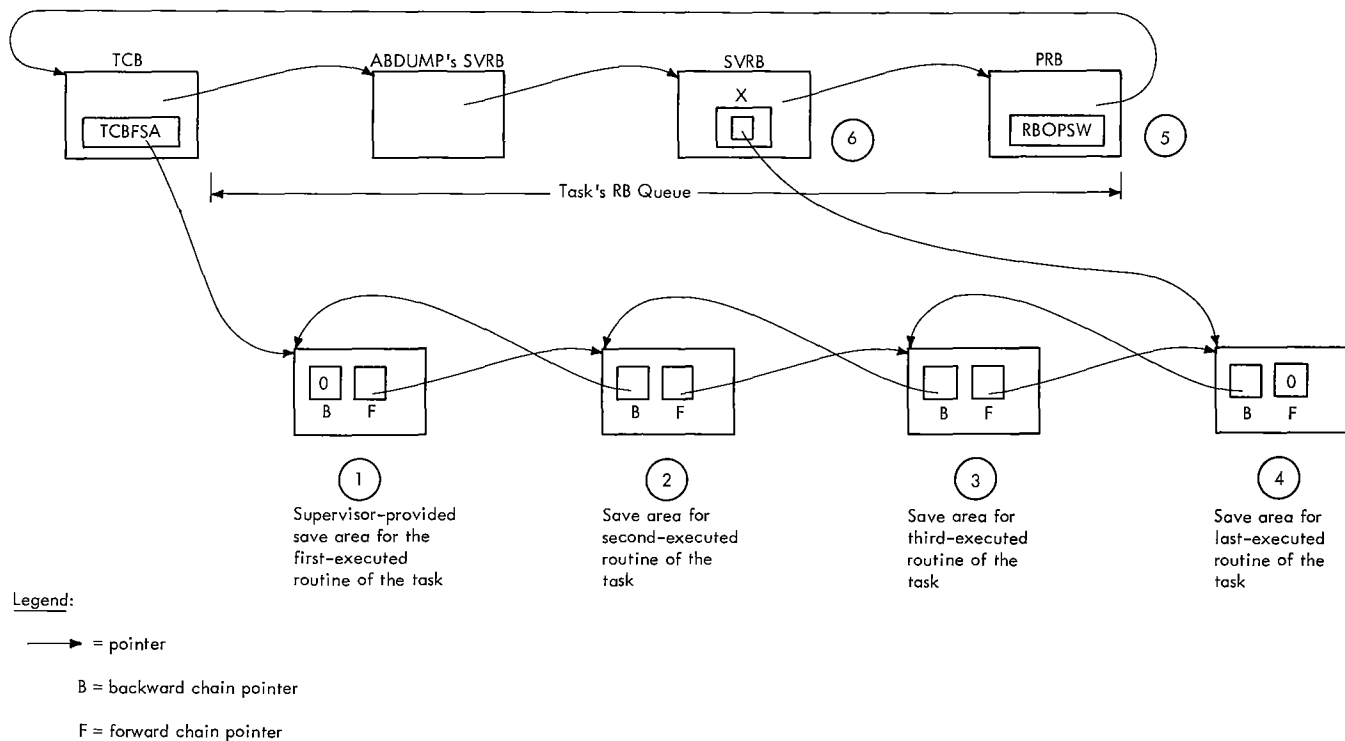 TCB
ABDUMP's SVRB
SVRB
PRB
X
TCBFSA
RBOPSW
6
5
Task's RB Queue
0
B F
B F
B F
0
B F
1
2
3
4
Supervisor-provided
save area for the
first-executed
routine of the task
Save area for
second-executed
routine of the
task
Save area for
third-executed
routine of the
task
Save area for
last-executed
routine of the
task
Legend:
= pointer
B = backward chain pointer
F = forward chain pointer